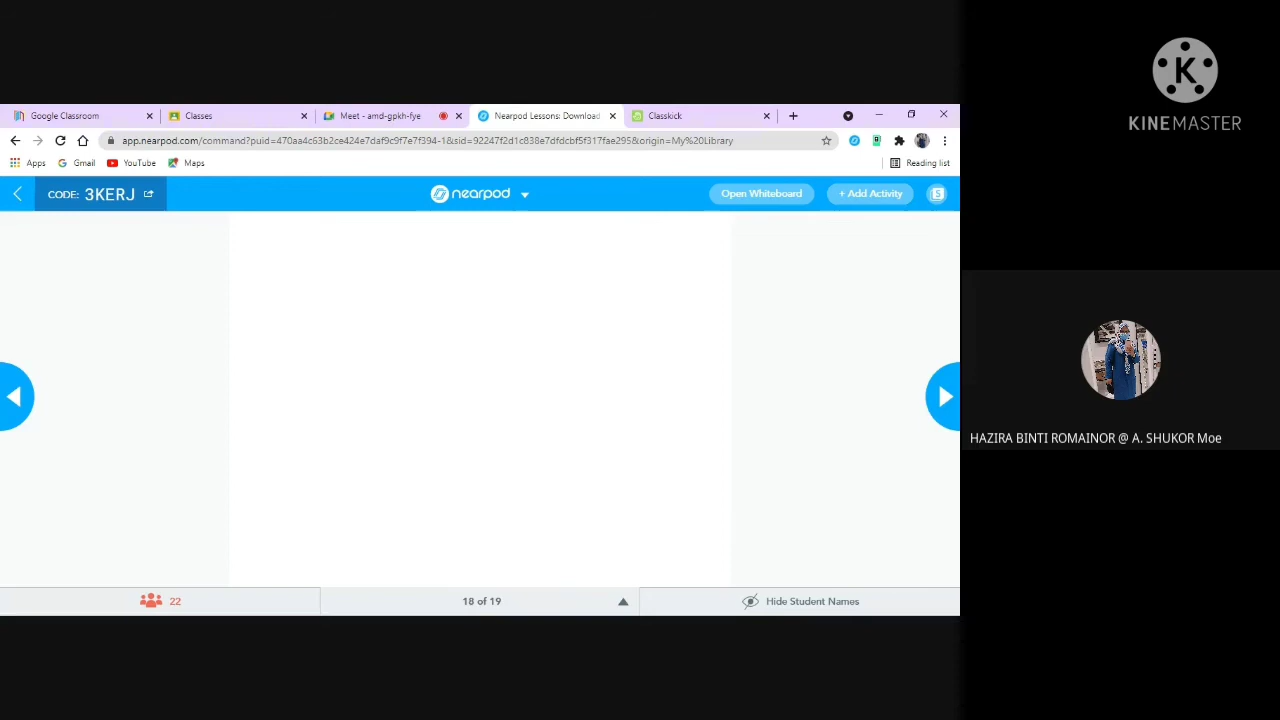 KINEMASTER
Google Classroom
Classes
Meet - amd-gpkh-fye
Nearpod Lessons: Download
Classkick
app.nearpod.com/command?puid=470aa4c63b2ce424e7daf9c9f7e7f394-1&sid=92247f2d1c838e7dfdcbf5f317fae295&origin=My%20Library
Apps
Gmail
YouTube
Maps
Reading list
CODE: 3KERJ
nearpod
Open Whiteboard
+ Add Activity
S
HAZIRA BINTI ROMAINOR @ A. SHUKOR Moe
22
18 of 19
Hide Student Names